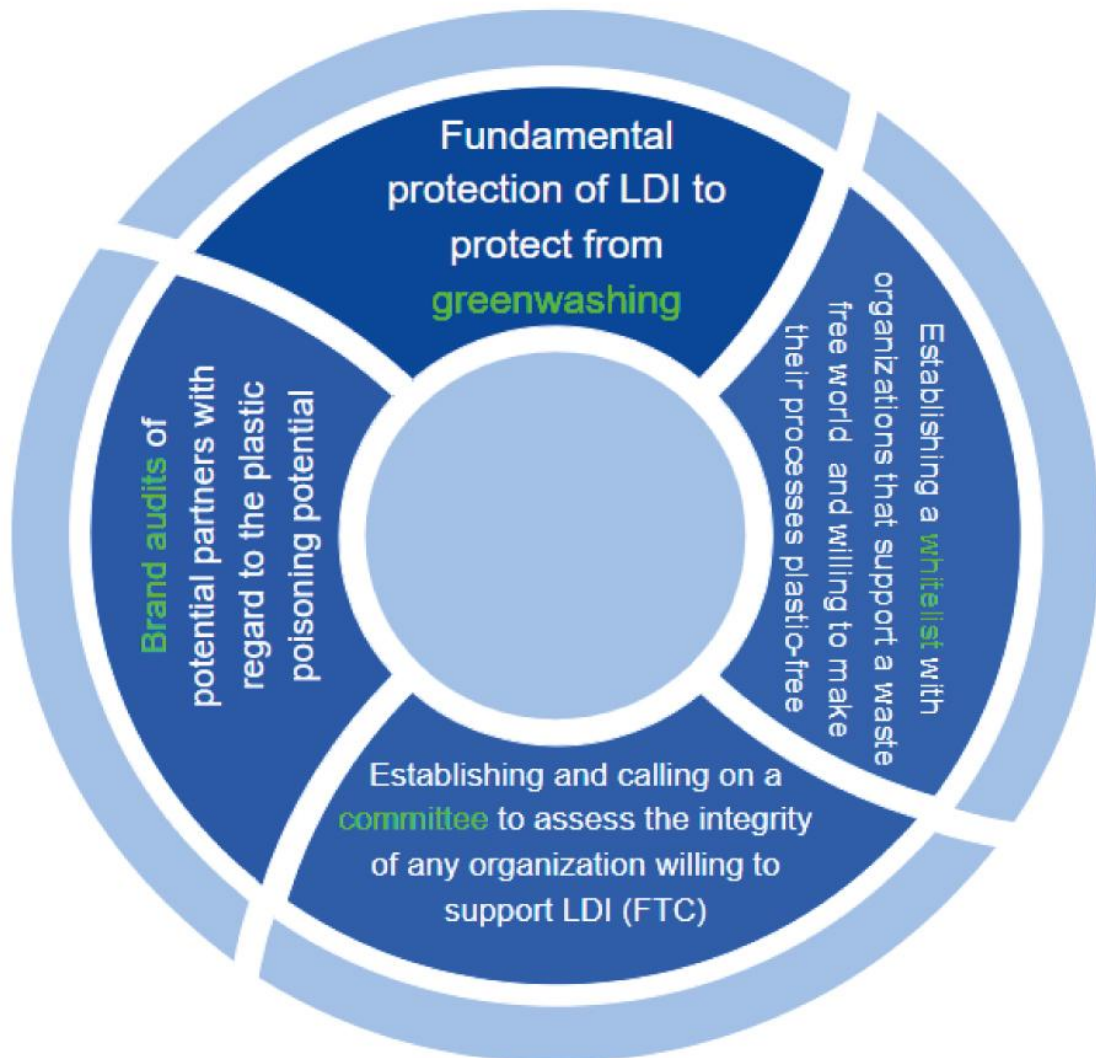 Fundamental
protection of LDI to
protect from
greenwashing
Establishing a whitelist with
organizations that support a waste
free world and willing to make
their processes plastic-free
Establishing and calling on a
committee to assess the integrity
of any organization willing to
support LDI (FTC)
Brand audits of
potential partners with
regard to the plastic
poisoning potential